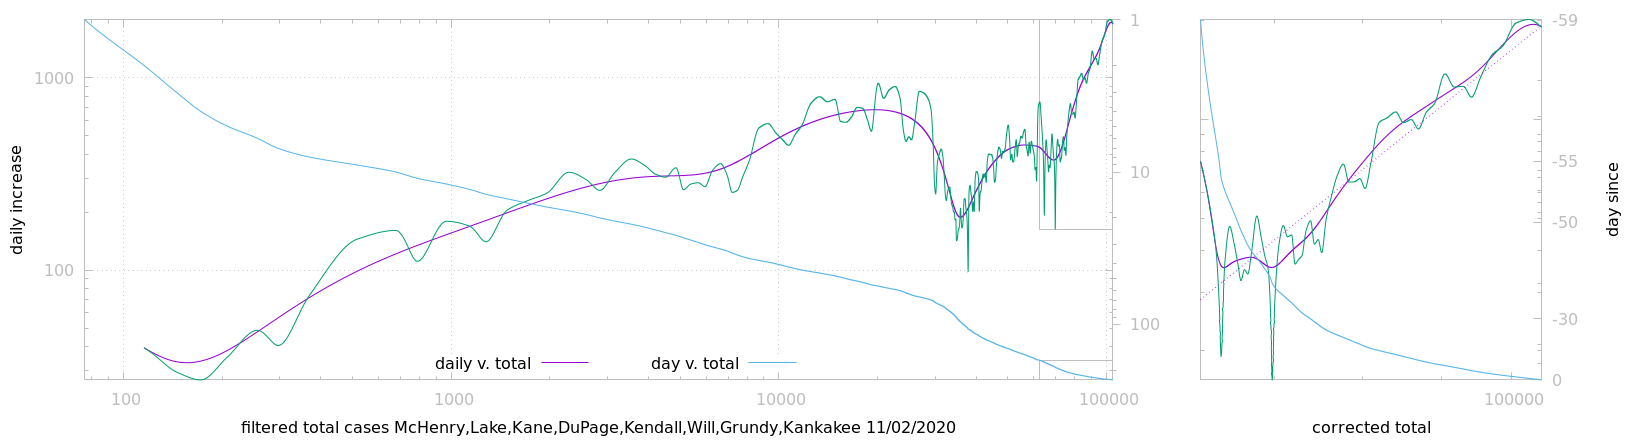 1 -59
1000
daily increase
10
-55
-50
day since
100
100 -30
daily v. total day v. total
0
100 1000 10000 100000 100000
filtered total cases McHenry,Lake,Kane,DuPage,Kendall,Will,Grundy,Kankakee 11/02/2020 corrected total